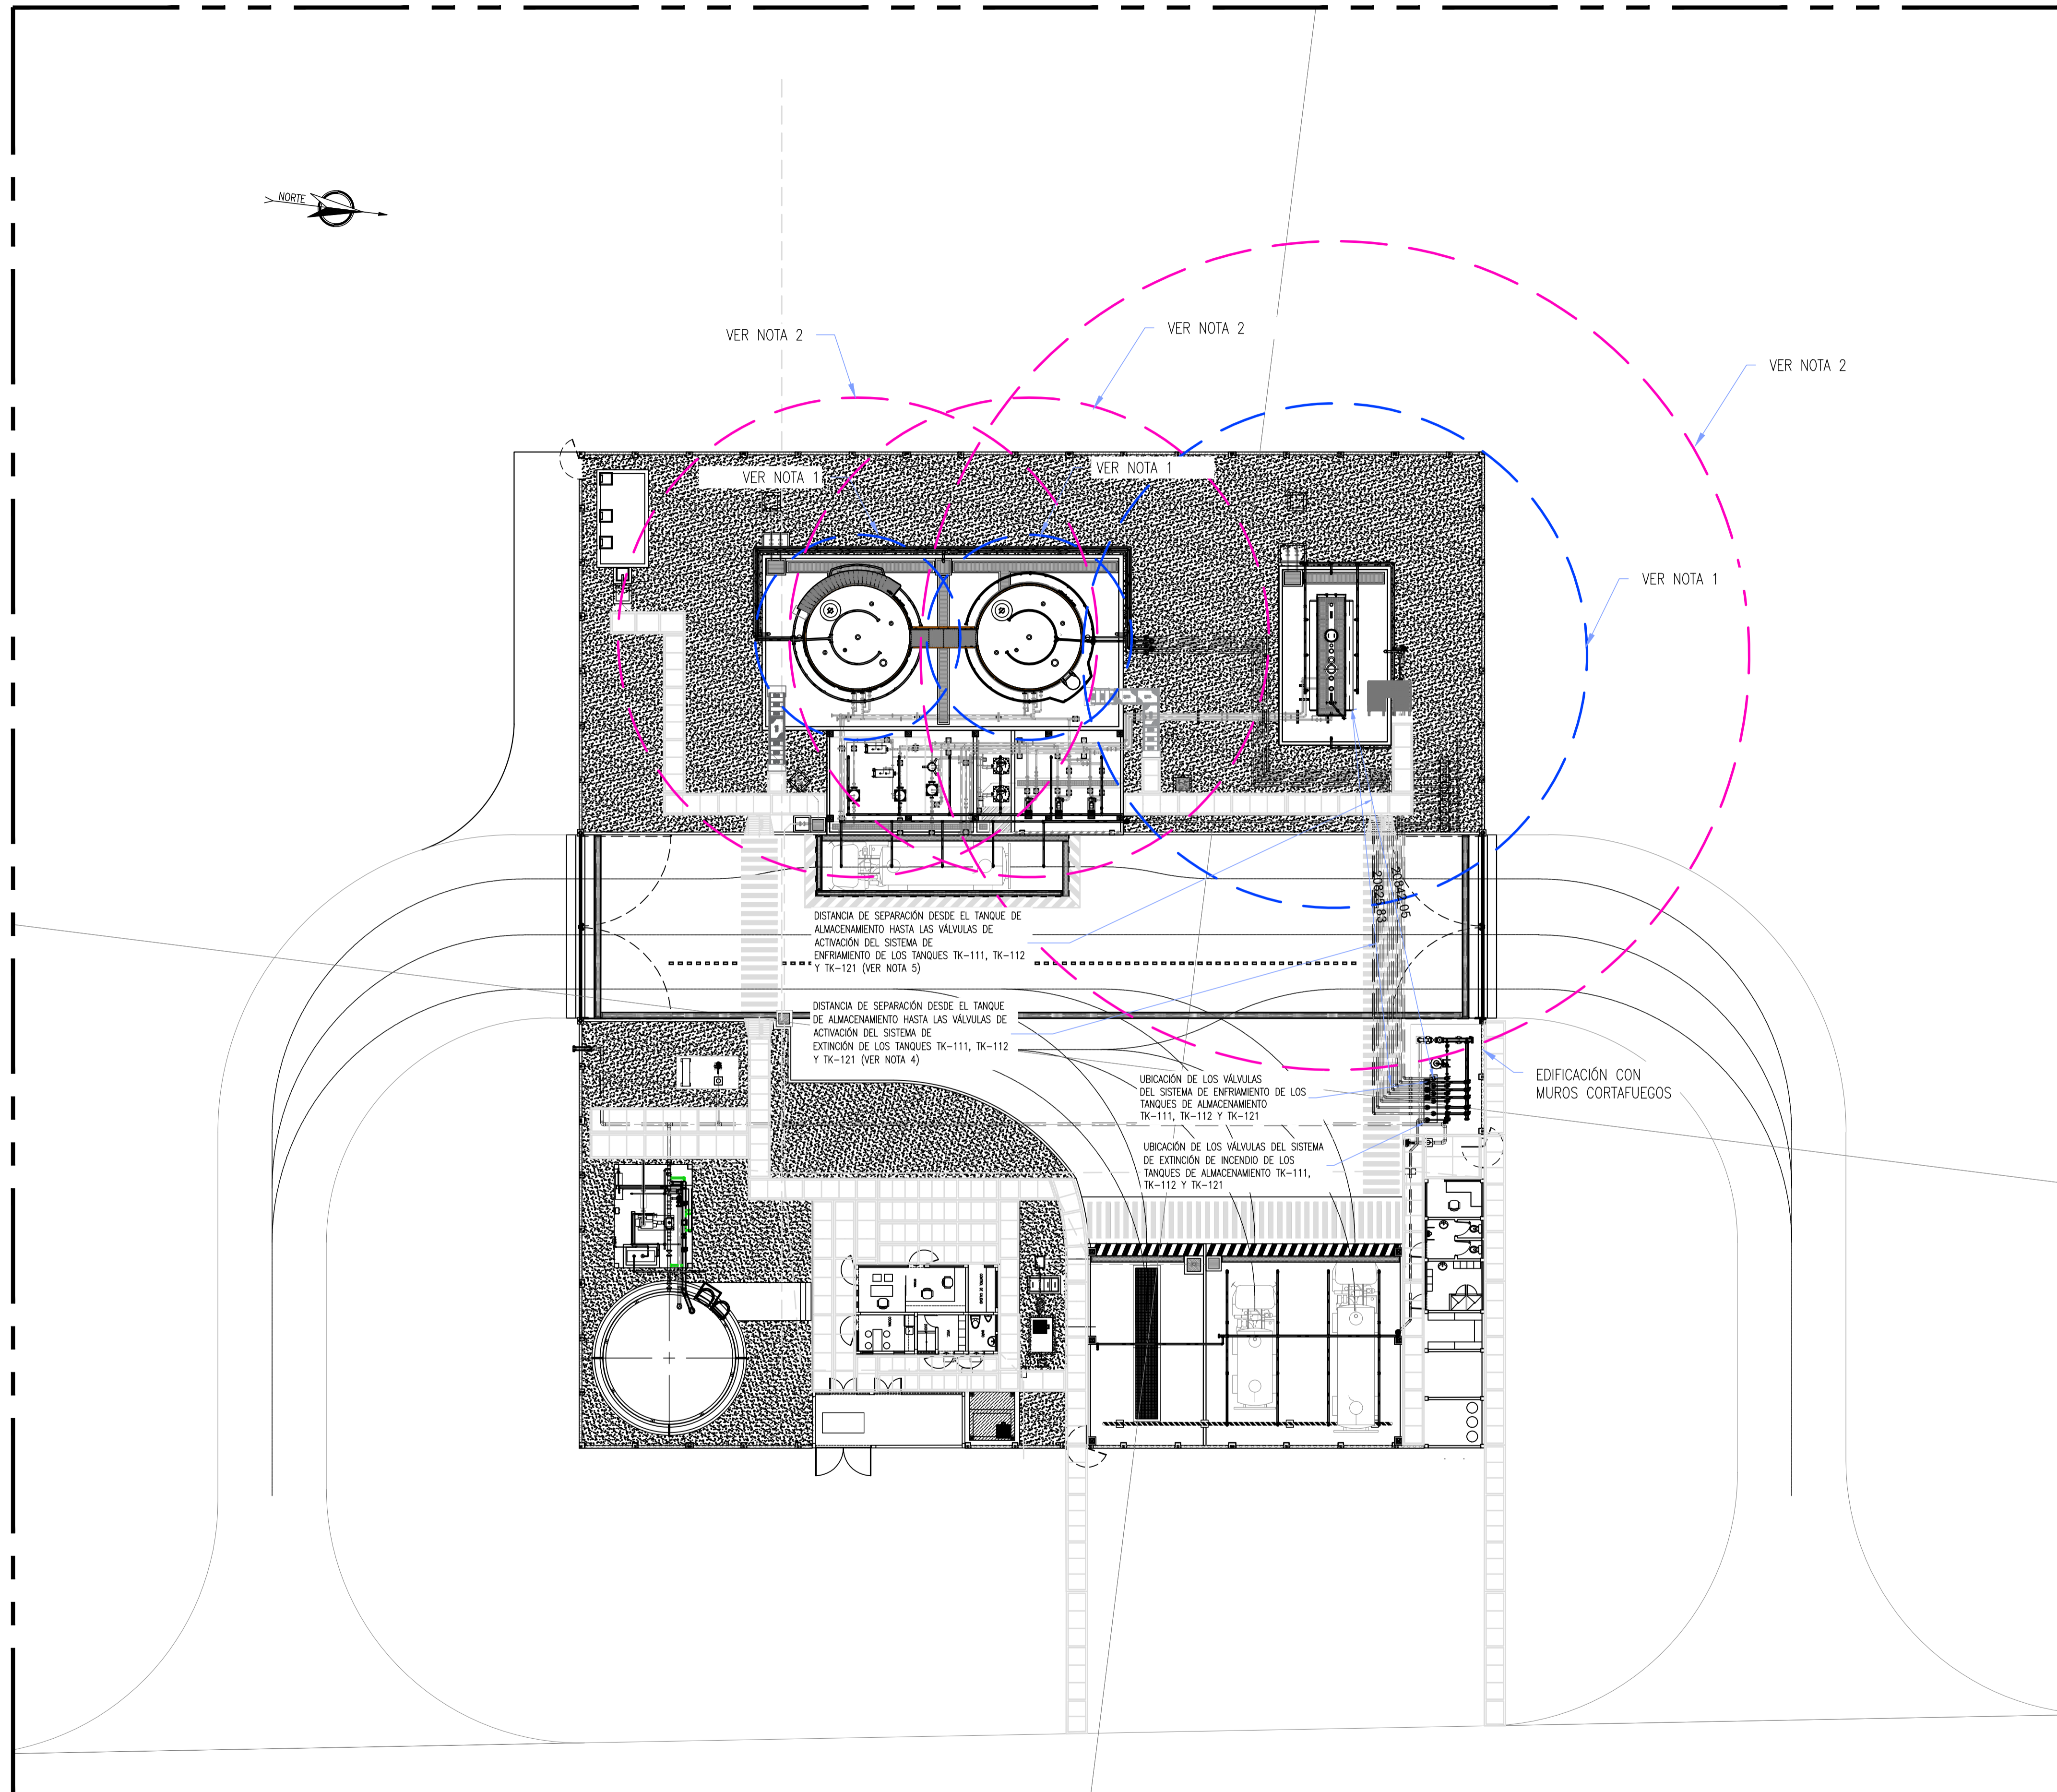 NORTE
VER NOTA 2
VER NOTA 2
VER NOTA 2
VER NOTA 1
VER NOTA 1
VER NOTA 1
20842.05
20825.83
DISTANCIA DE SEPARACIÓN DESDE EL TANQUE DE
ALMACENAMIENTO HASTA LAS VÁLVULAS DE
ACTIVACIÓN DEL SISTEMA DE
ENFRIAMIENTO DE LOS TANQUES TK-111, TK-112
Y TK-121 (VER NOTA 5)
DISTANCIA DE SEPARACIÓN DESDE EL TANQUE
DE ALMACENAMIENTO HASTA LAS VÁLVULAS DE
ACTIVACIÓN DEL SISTEMA DE
EXTINCIÓN DE LOS TANQUES TK-111, TK-112
Y TK-121 (VER NOTA 4)
UBICACIÓN DE LOS VÁLVULAS
DEL SISTEMA DE ENFRIAMIENTO DE LOS
TANQUES DE ALMACENAMIENTO
TK-111, TK-112 Y TK-121
EDIFICACIÓN CON
MUROS CORTAFUEGOS
UBICACIÓN DE LOS VÁLVULAS DEL SISTEMA
DE EXTINCIÓN DE INCENDIO DE LOS
TANQUES DE ALMACENAMIENTO TK-111,
TK-112 Y TK-121